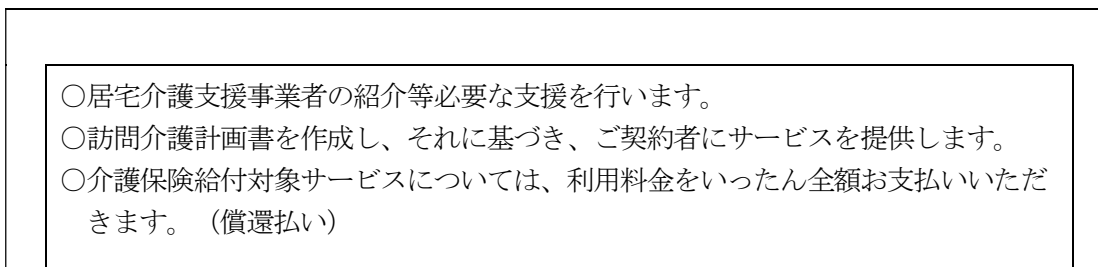 ○居宅介護支援事業者の紹介等必要な支援を行います。
○訪問介護計画書を作成し、それに基づき、ご契約者にサービスを提供します。
○介護保険給付対象サービスについては、利用料金をいったん全額お支払いいただ
きます。（償還払い）